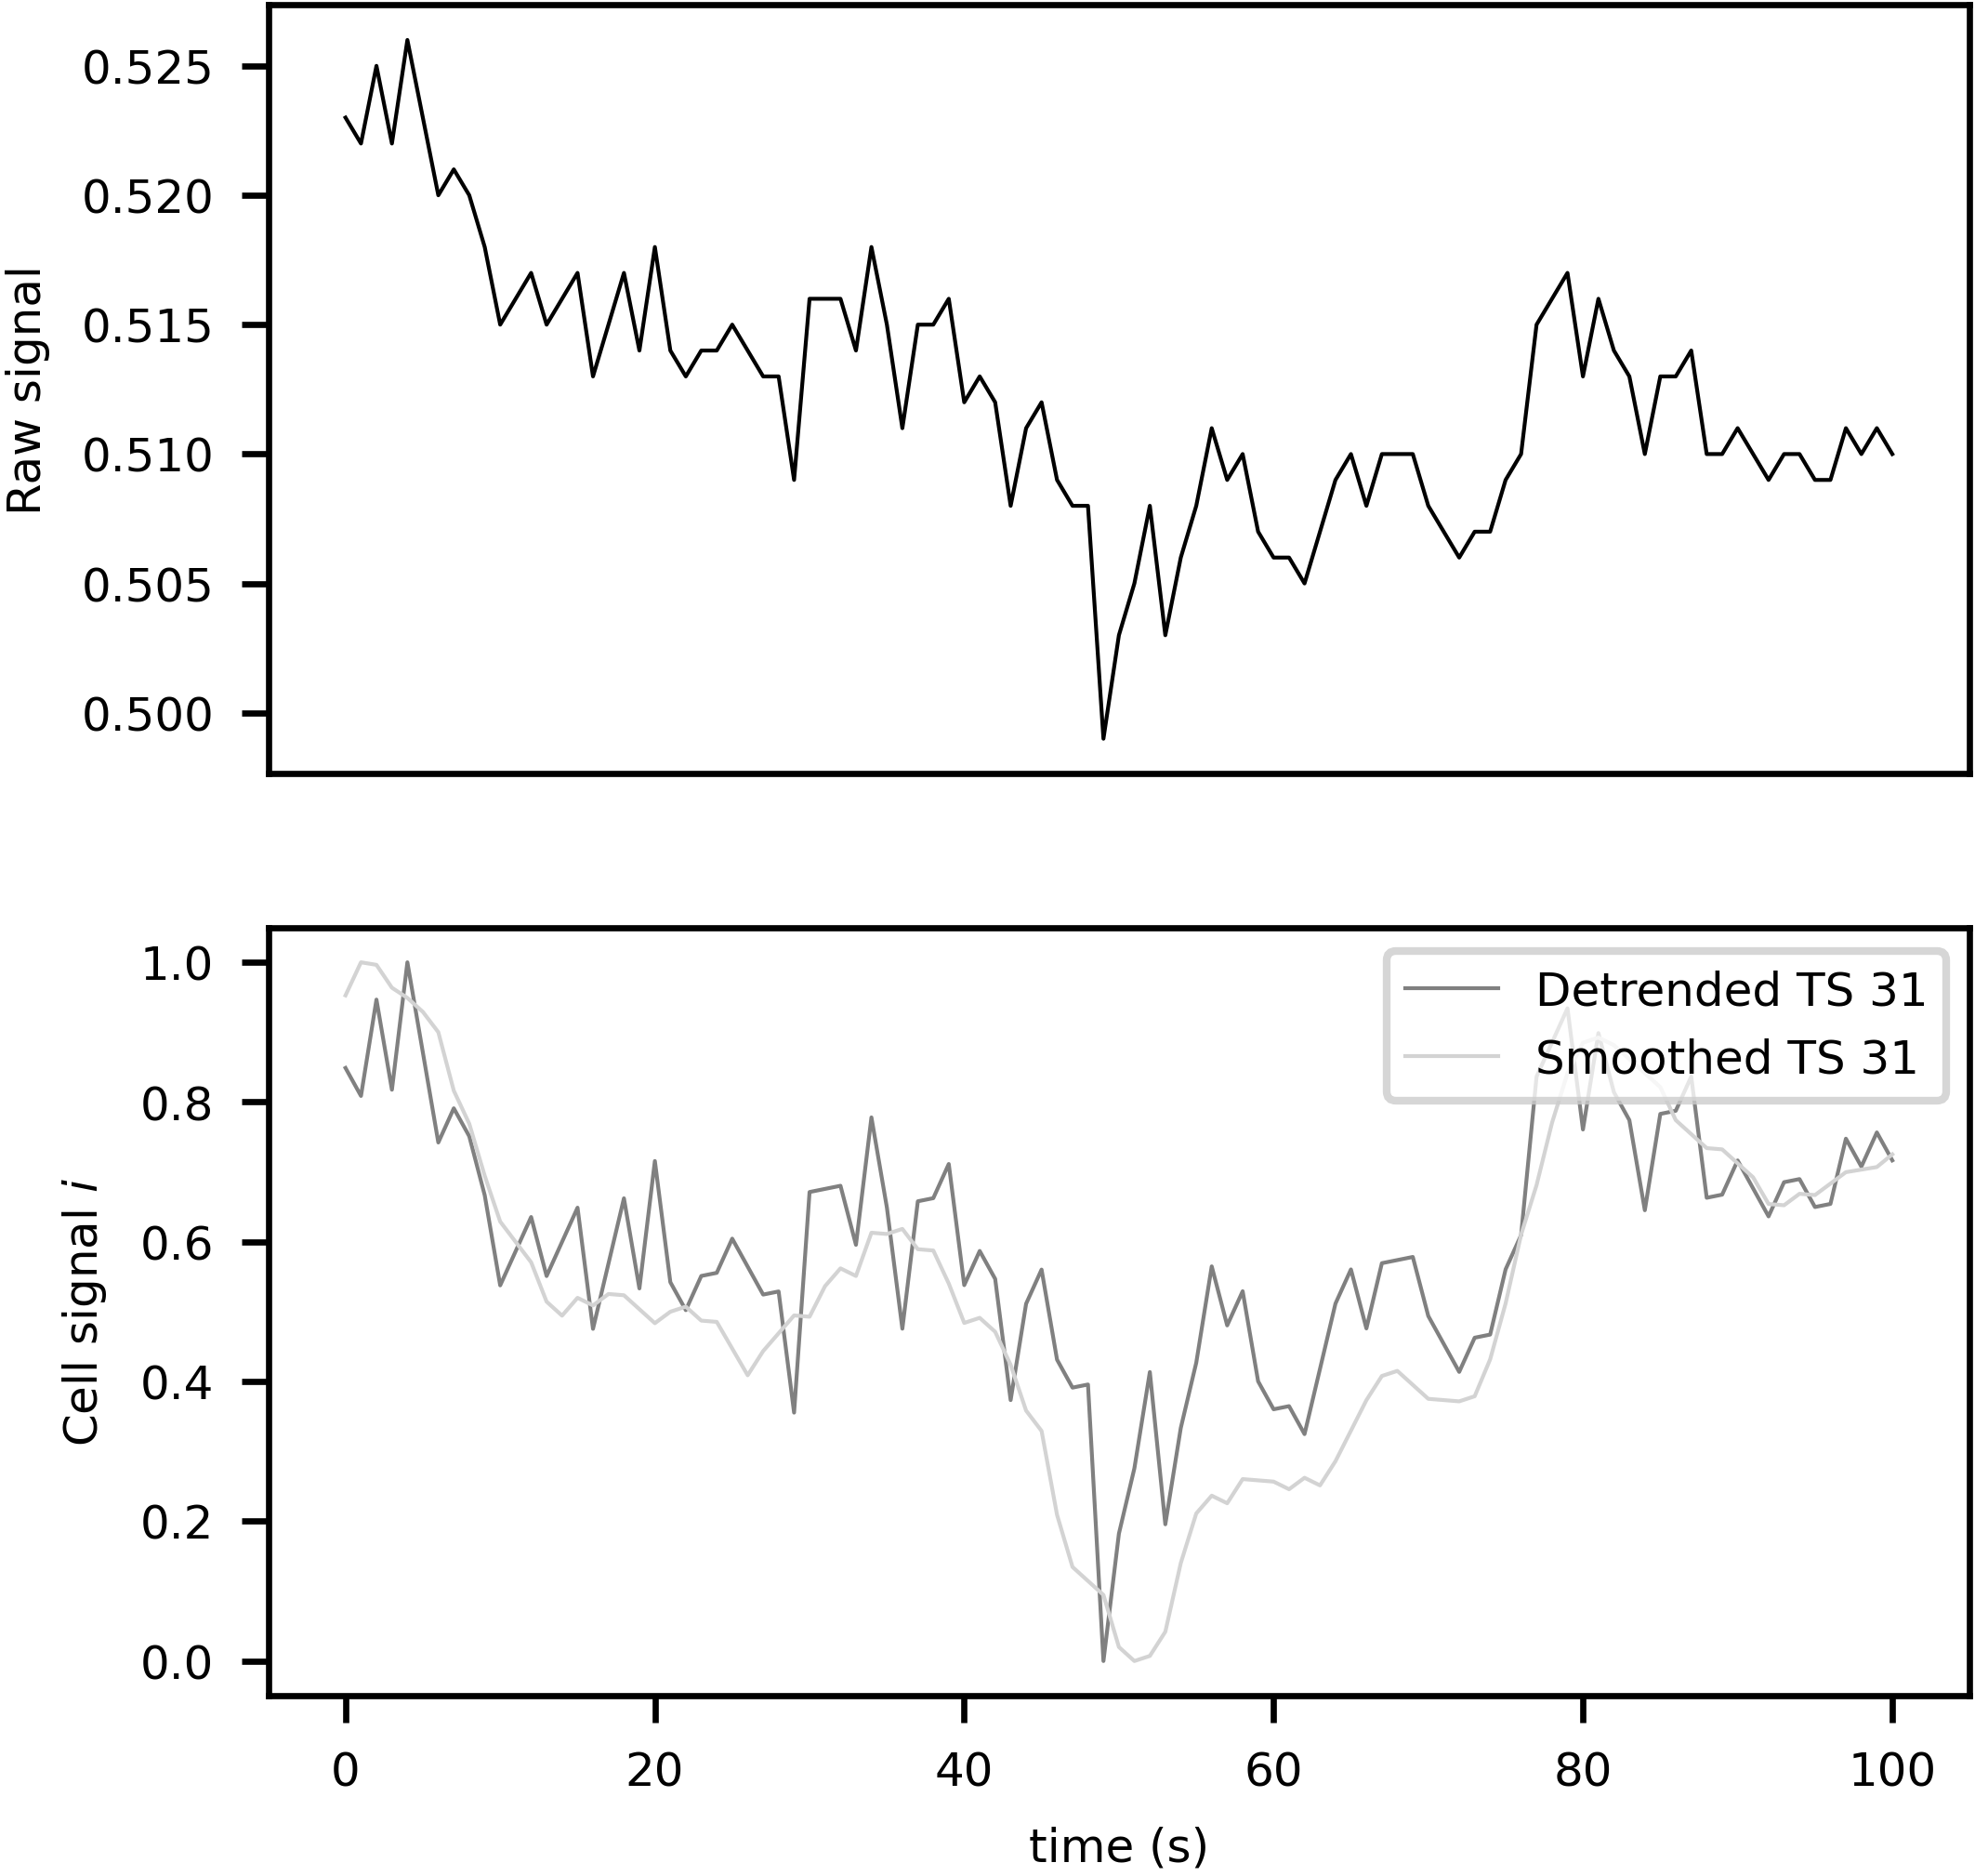 0.525
0.520
0.515
0.510
0.505
0.500
Raw signal
1.0
0.8
0.6
0.4
0.2
0.0
Cell signal i
Detrended TS 31
Smoothed TS 31
0 20 40 60 80 100
time (s)